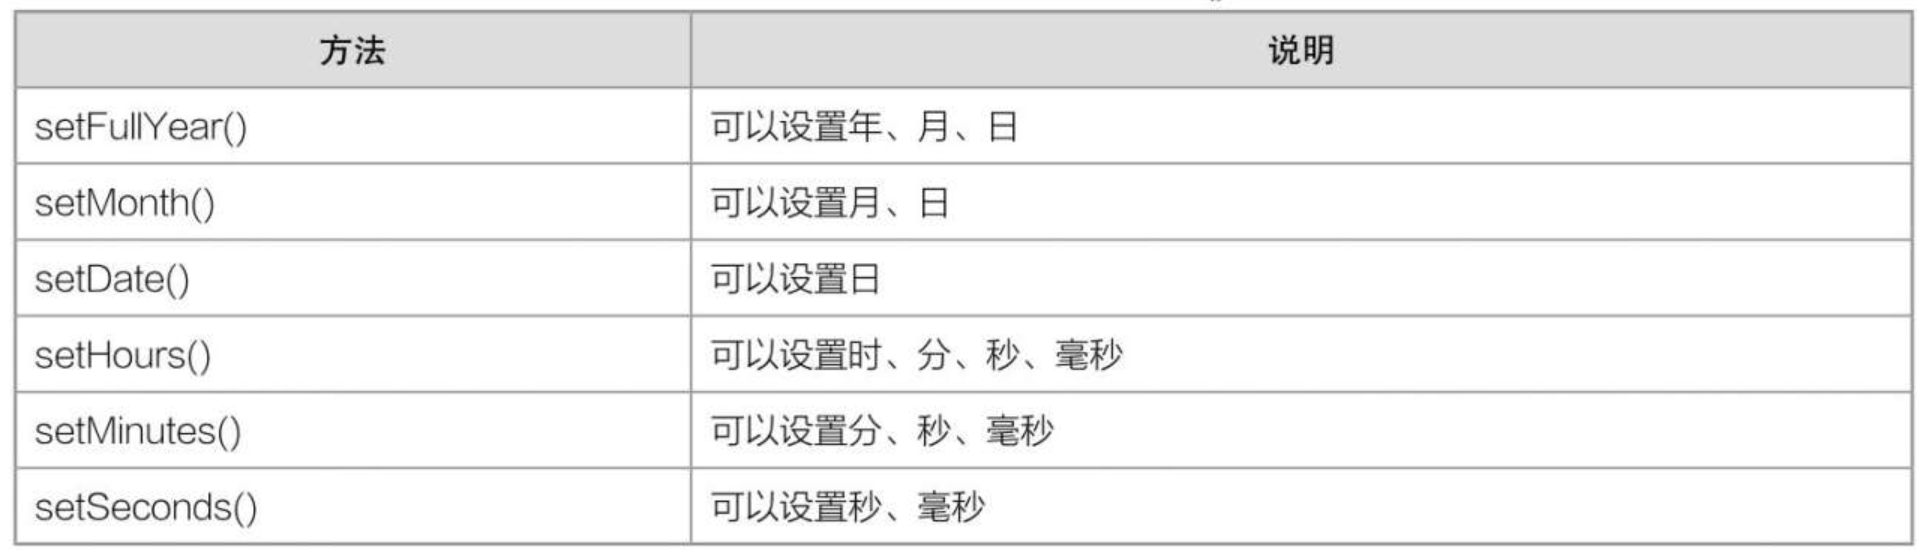 方法 说明
setFullYear() 可以设置年、月、日
setMonth() 可以设置月、日
setDate() 可以设置日
setHours() 可以设置时、分、秒、毫秒
setMinutes() 可以设置分、秒、毫秒
setSeconds() 可以设置秒、毫秒